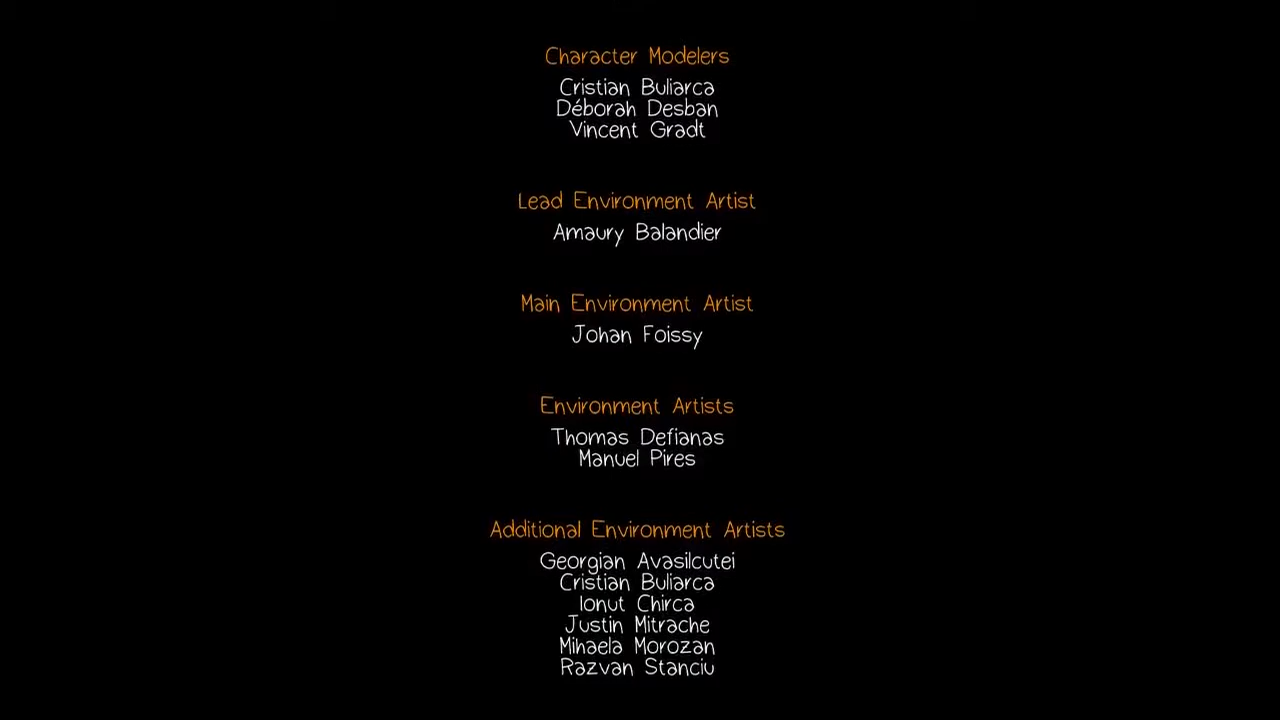 Character Modelers
Cristian Buliarca
Déborah Desban
Vincent Gradt
Lead Environment Artist
Amaury Balandier
Main Environment Artist
Johan Foissy
Environment Artists
Thomas Defianas
Manuel Pires
Additional Environment Artists
Georgian Avasilcutei
Cristian Buliarca
Ionut Chirca
Justin Mitrache
Mihaela Morozan
Razvan Stanciu